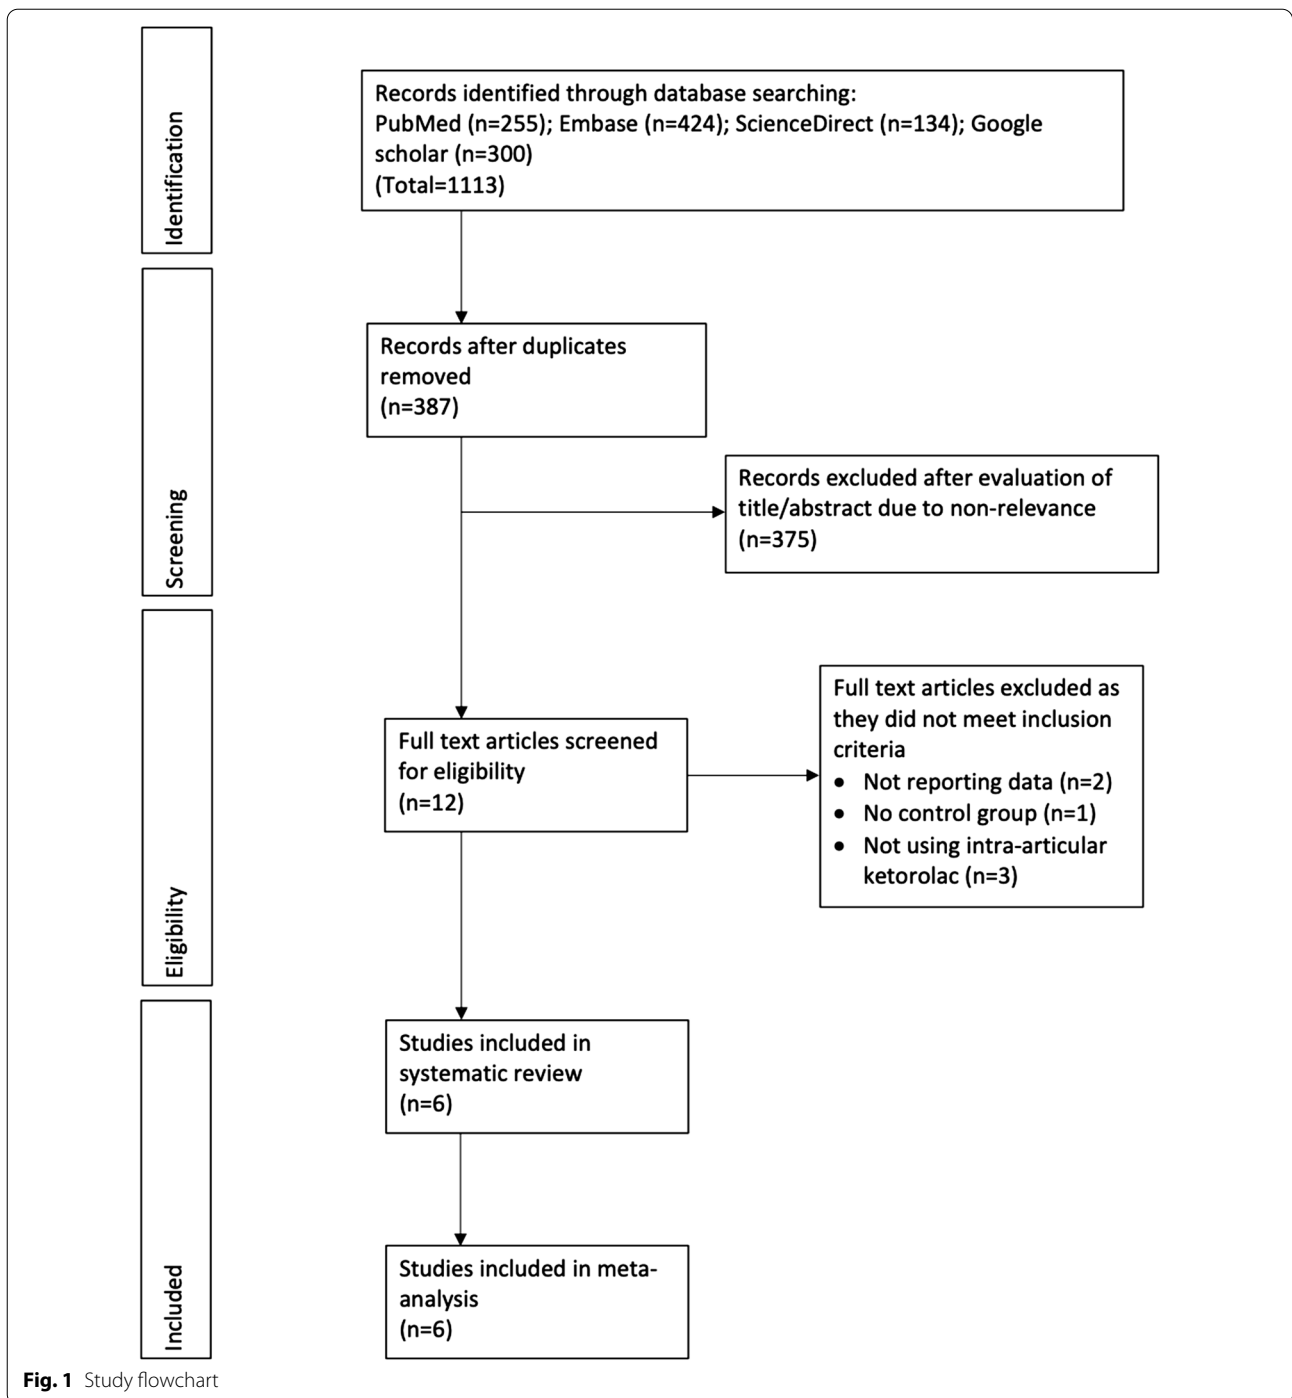 Identification
Records identified through database searching:
PubMed (n=255); Embase (n=424); ScienceDirect (n=134); Google
scholar (n=300)
(Total=1113)
Screening
Records after duplicates
removed
(n=387)
Records excluded after evaluation of
title/abstract due to non-relevance
(n=375)
Eligibility
Full text articles screened
for eligibility
(n=12)
Full text articles excluded as
they did not meet inclusion
criteria
• Not reporting data (n=2)
• No control group (n=1)
• Not using intra-articular
ketorolac (n=3)
Included
Studies included in
systematic review
(n=6)
Studies included in meta-
analysis
(n=6)
Fig. 1 Study flowchart